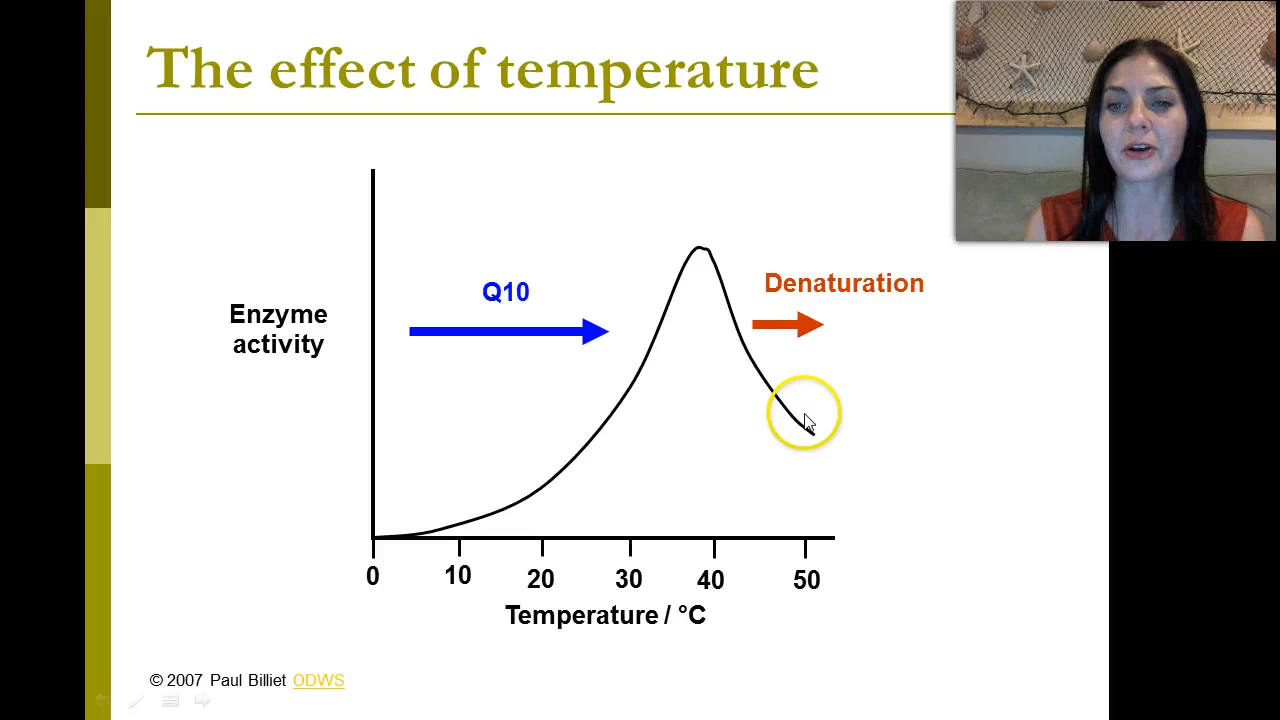 The effect of temperature
Q10
Denaturation
Enzyme
activity
0 10 20 30 40 50
Temperature / °C
© 2007 Paul Billiet ODWS